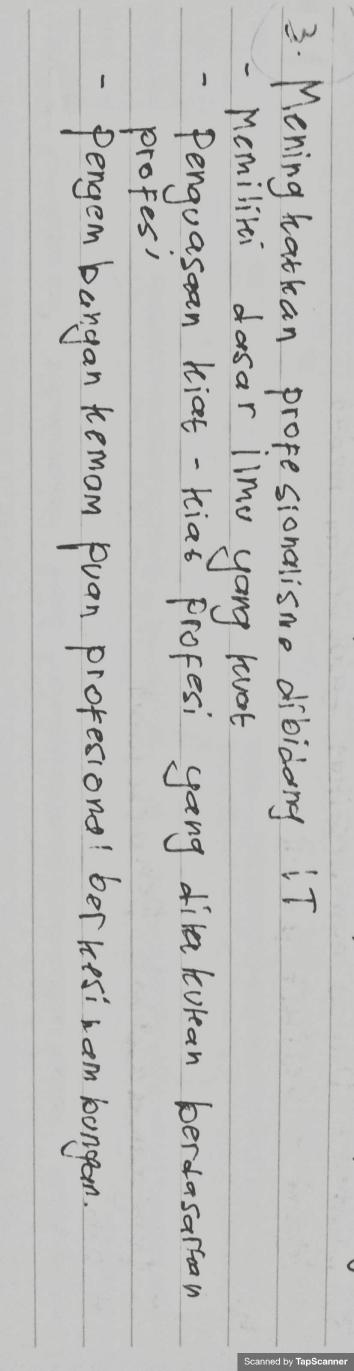 3. Meningkatkan profesionalisme dibidang IT
- Memiliki dasar ilmu yang kuat
- Penguasaan kiat - kiat profesi yang dilakukan berdasarkan
profesi
- Pengembangan kemampuan profesional berkesinambungan.
Scanned by TapScanner